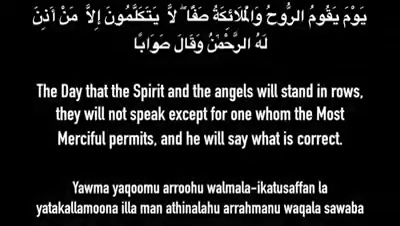 يَوْمَ يَقُومُ الرُّوحُ وَالْمَلَائِكَةُ صَفًّا ۖ لَّا يَتَكَلَّمُونَ إِلَّا مَنْ أَذِنَ
لَهُ الرَّحْمَٰنُ وَقَالَ صَوَابًا
The Day that the Spirit and the angels will stand in rows,
they will not speak except for one whom the Most
Merciful permits, and he will say what is correct.
Yawma yaqoomu arroohu walmala-ikatusaffan la
yatakallamoona illa man athinalahu arrahmanu waqala sawaba